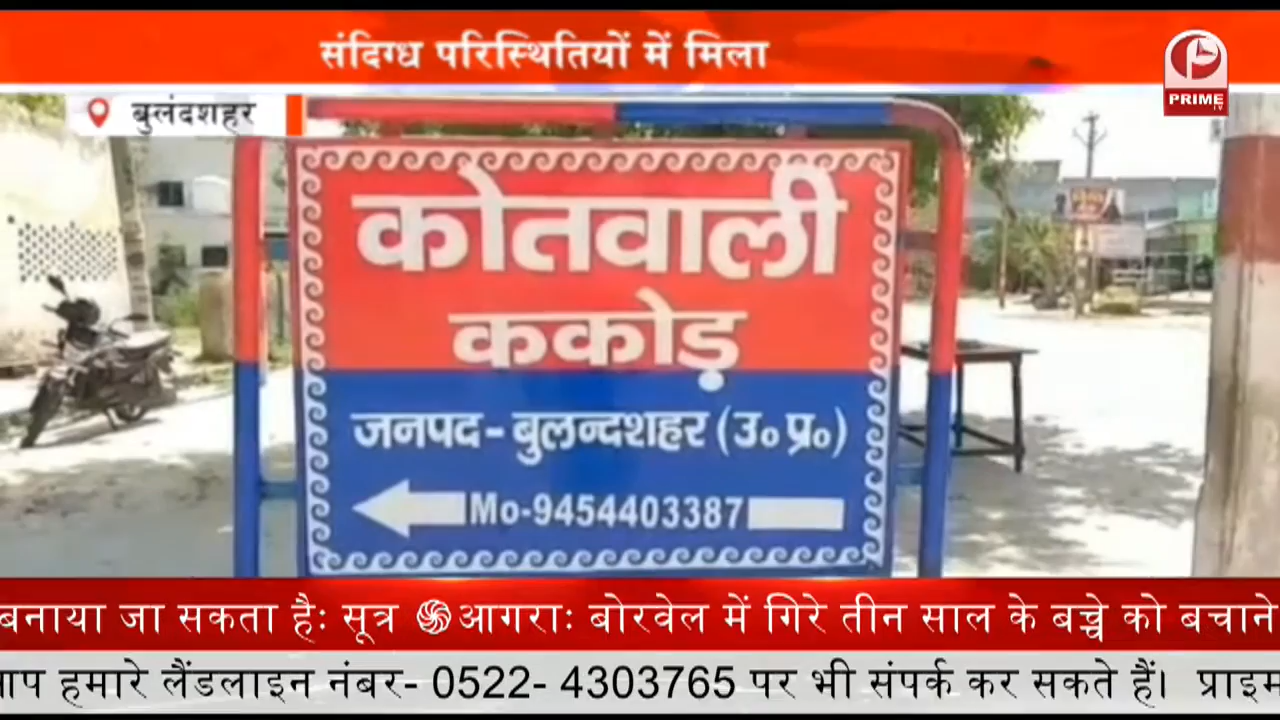 संदिग्ध परिस्थितियों में मिला
PRIME
TV
बुलंदशहर
कोतवाली
ककोड़
जनपद-बुलन्दशहर (उ० प्र०)
Mo-9454403387
बनाया जा सकता हैः सूत्र आगराः बोरवेल में गिरे तीन साल के बच्चे को बचाने
आप हमारे लैंडलाइन नंबर- 0522- 4303765 पर भी संपर्क कर सकते हैं। प्राइम